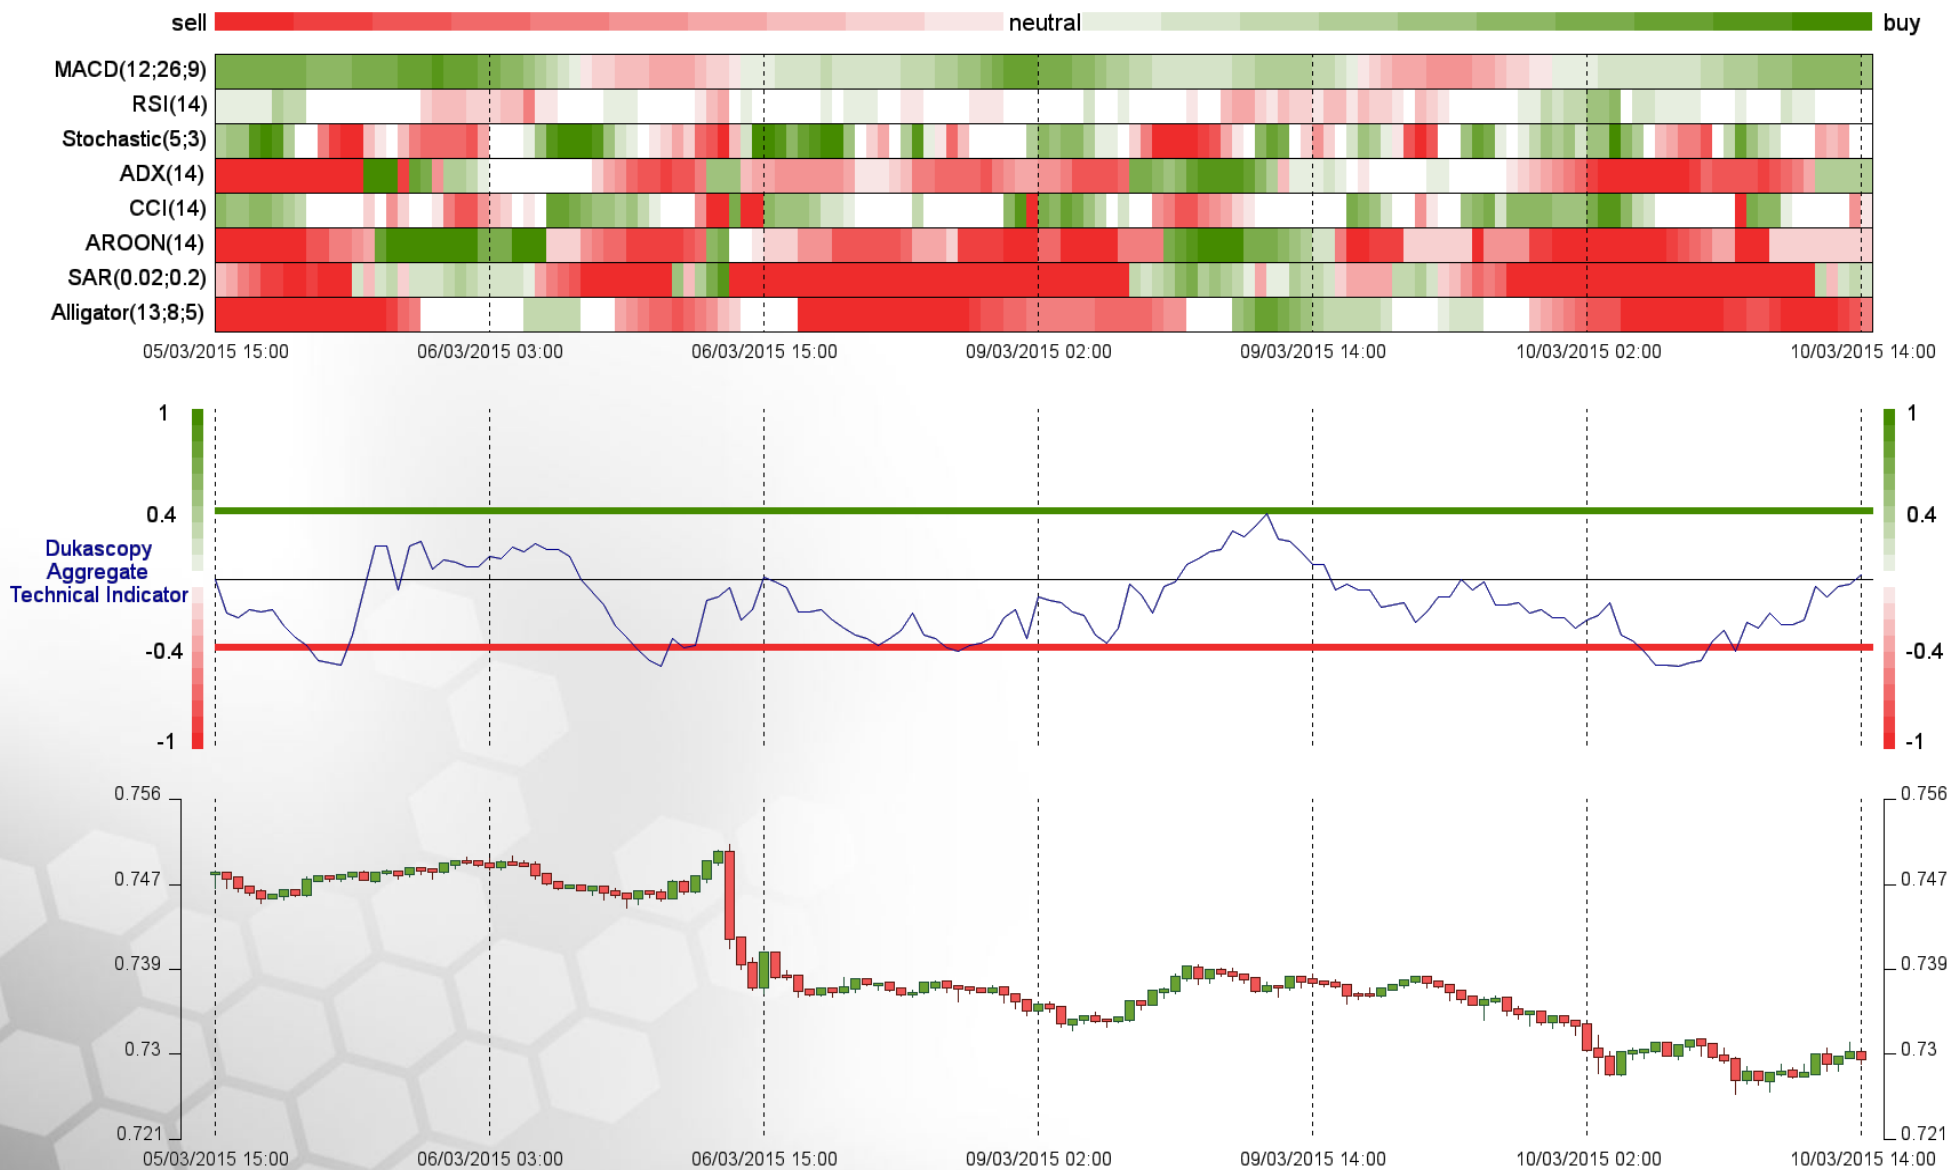 sell neutral buy
MACD(12;26;9)
RSI(14)
Stochastic(5;3)
ADX(14)
CCI(14)
AROON(14)
SAR(0.02;0.2)
Alligator(13;8;5)
05/03/2015 15:00 06/03/2015 03:00 06/03/2015 15:00 09/03/2015 02:00 09/03/2015 14:00 10/03/2015 02:00 10/03/2015 14:00
1 1
0.4 0.4
Dukascopy
Aggregate
Technical Indicator
-0.4 -0.4
-1 -1
0.756 0.756
0.747 0.747
0.739 0.739
0.73 0.73
0.721 0.721
05/03/2015 15:00 06/03/2015 03:00 06/03/2015 15:00 09/03/2015 02:00 09/03/2015 14:00 10/03/2015 02:00 10/03/2015 14:00